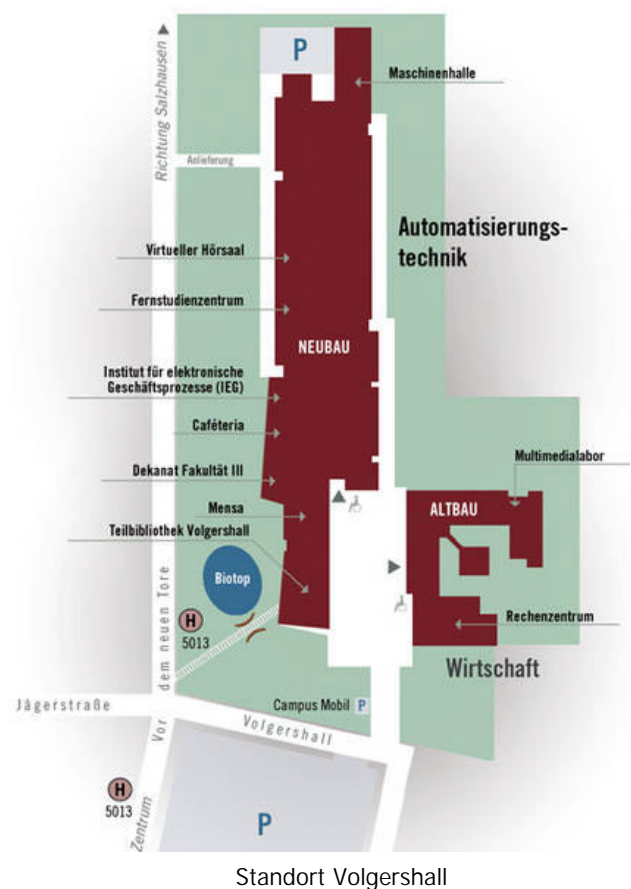 P
Maschinenhalle
Richtung Salzhausen
Anlieferung
Automatisierungs-
technik
Virtueller Hörsaal
Fernstudienzentrum
NEUBAU
Institut für elektronische
Geschäftsprozesse (IEG)
Caféteria
Multimedialabor
Dekanat Fakultät III
Mensa
ALTBAU
Teilbibliothek Volgershall
Biotop
H
5013
Rechenzentrum
Vor dem neuen Tore
Wirtschaft
Jägerstraße
Campus Mobil P
Volgershall
H
5013
Zentrum
P
Standort Volgershall